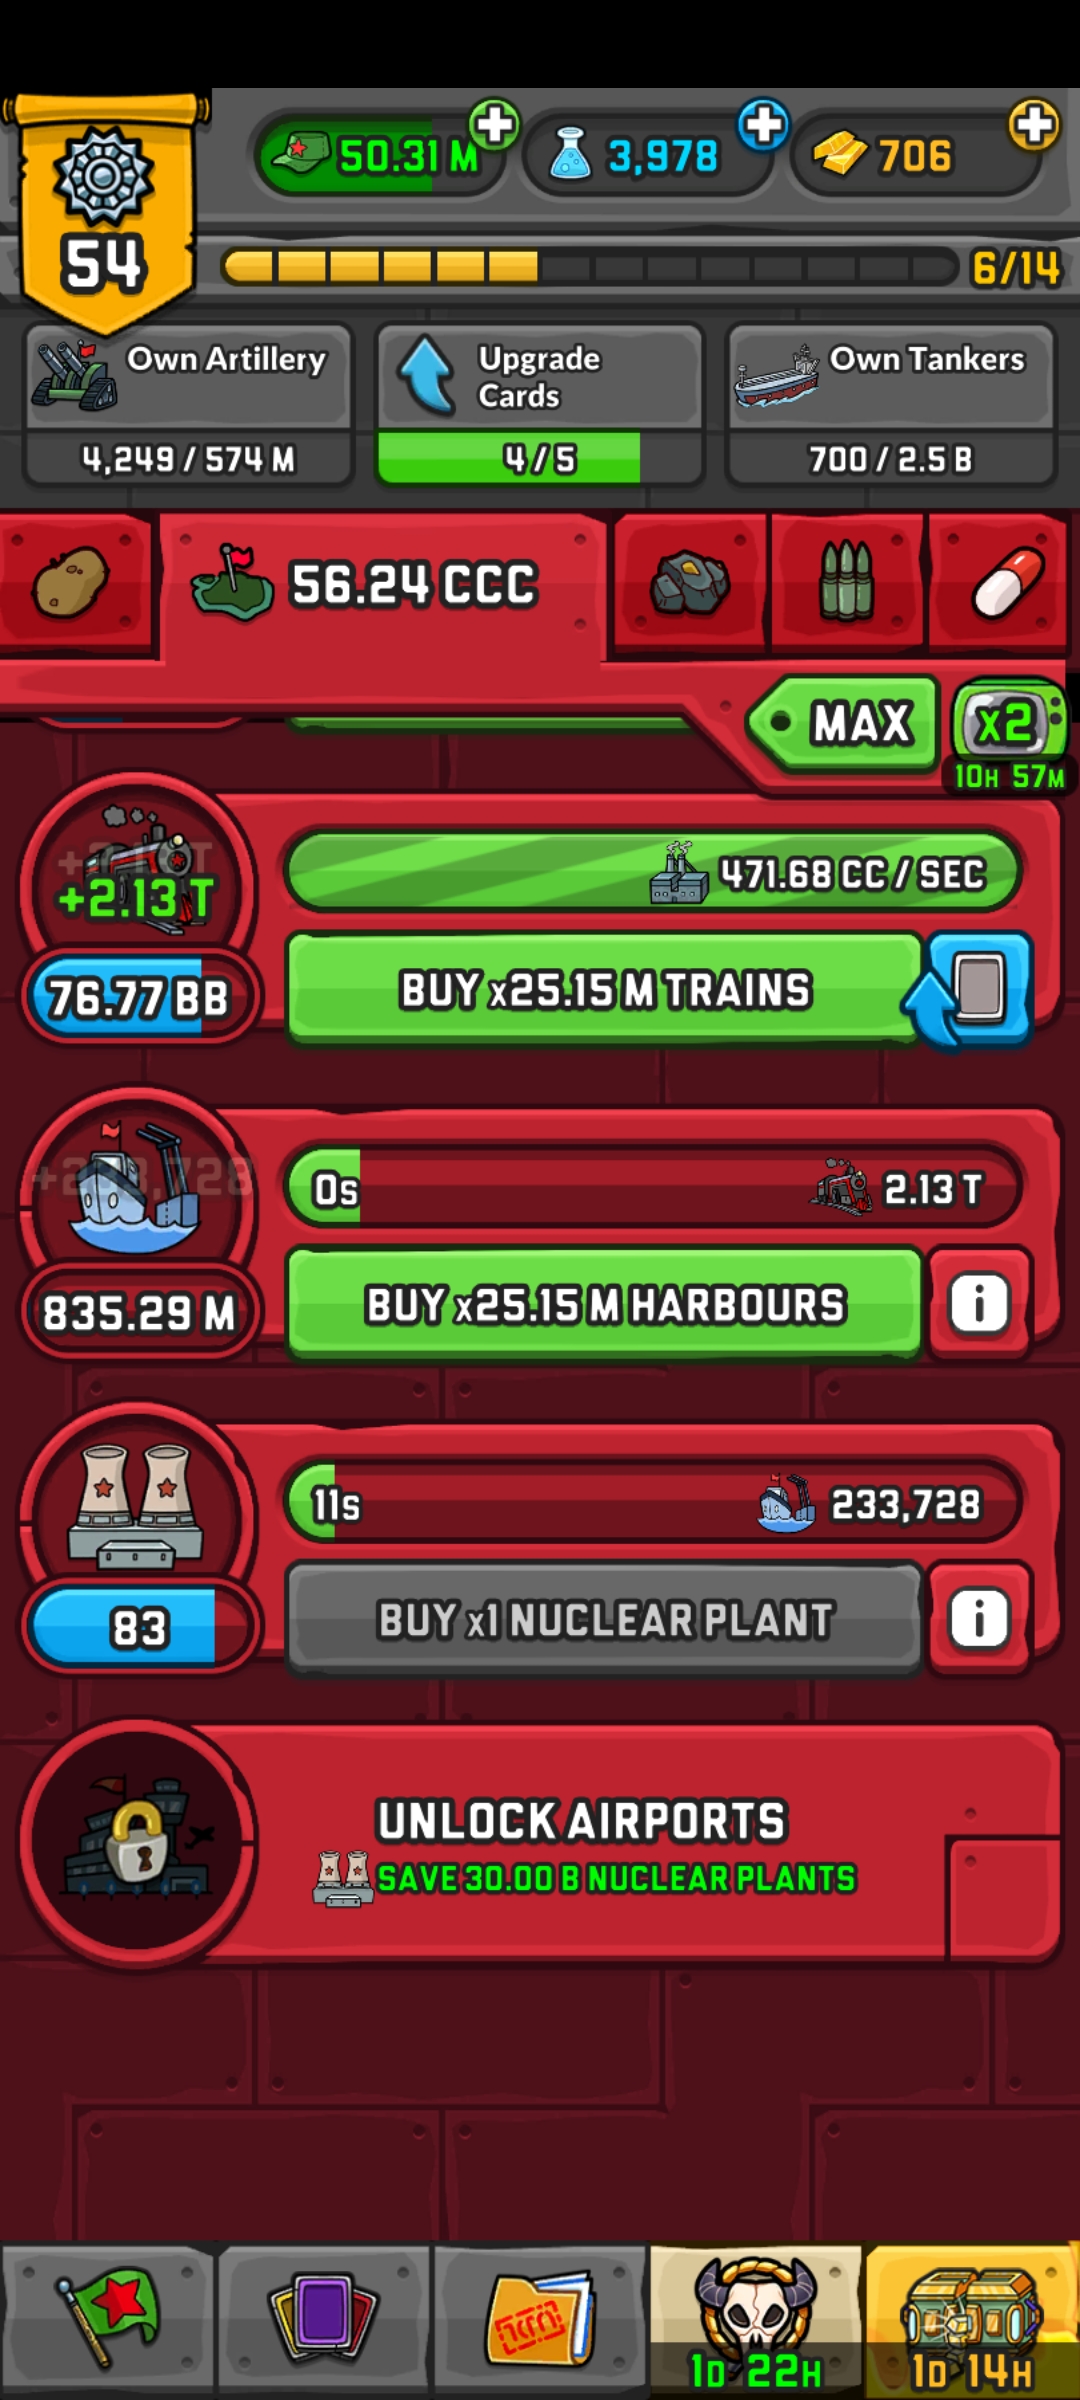 50.31 M
3,978
706
54
6/14
Own Artillery
4,249 / 574 M
Upgrade
Cards
4 / 5
Own Tankers
700 / 2.5 B
56.24 CCC
MAX
x2
10H 57M
+2.13 T
471.68 CC / SEC
76.77 BB
BUY x25.15 M TRAINS
+233,728
0s
2.13 T
835.29 M
BUY x25.15 M HARBOURS
i
11s
233,728
83
BUY x1 NUCLEAR PLANT
i
UNLOCK AIRPORTS
SAVE 30.00 B NUCLEAR PLANTS
1D 22H
1D 14H